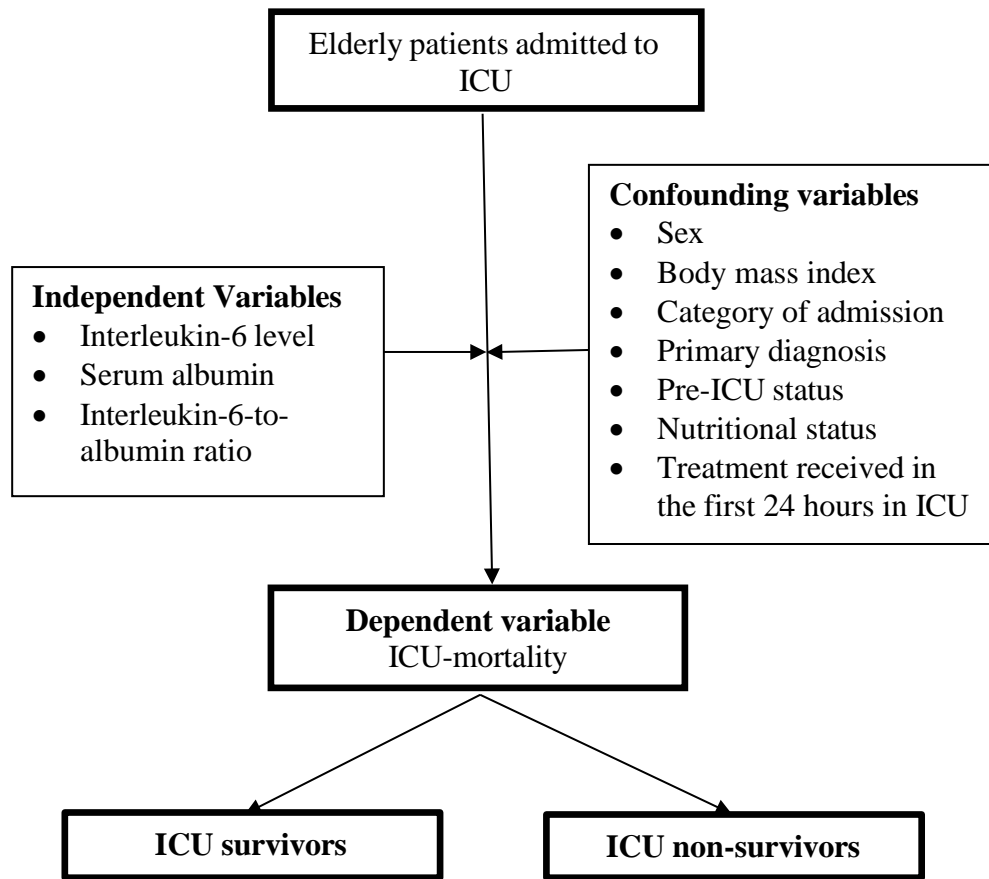 Elderly patients admitted to
ICU
Independent Variables
• Interleukin-6 level
• Serum albumin
• Interleukin-6-to-
albumin ratio
Confounding variables
• Sex
• Body mass index
• Category of admission
• Primary diagnosis
• Pre-ICU status
• Nutritional status
• Treatment received in
the first 24 hours in ICU
Dependent variable
ICU-mortality
ICU survivors
ICU non-survivors